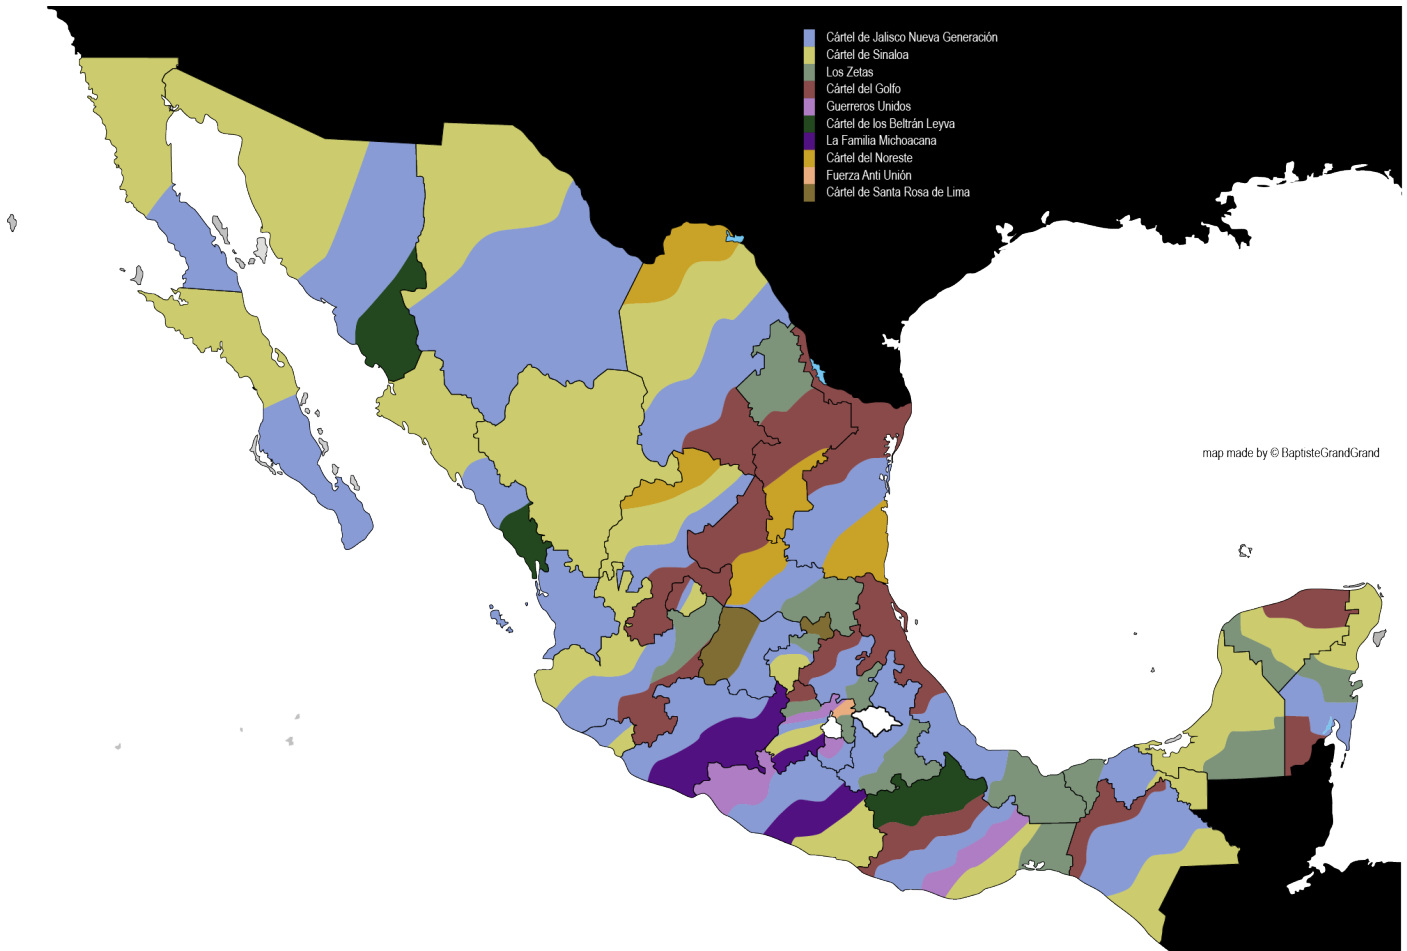 Cártel de Jalisco Nueva Generación
Cártel de Sinaloa
Los Zetas
Cártel del Golfo
Guerreros Unidos
Cártel de los Beltrán Leyva
La Familia Michoacana
Cártel del Noreste
Fuerza Anti Unión
Cártel de Santa Rosa de Lima
map made by © BaptisteGrandGrand